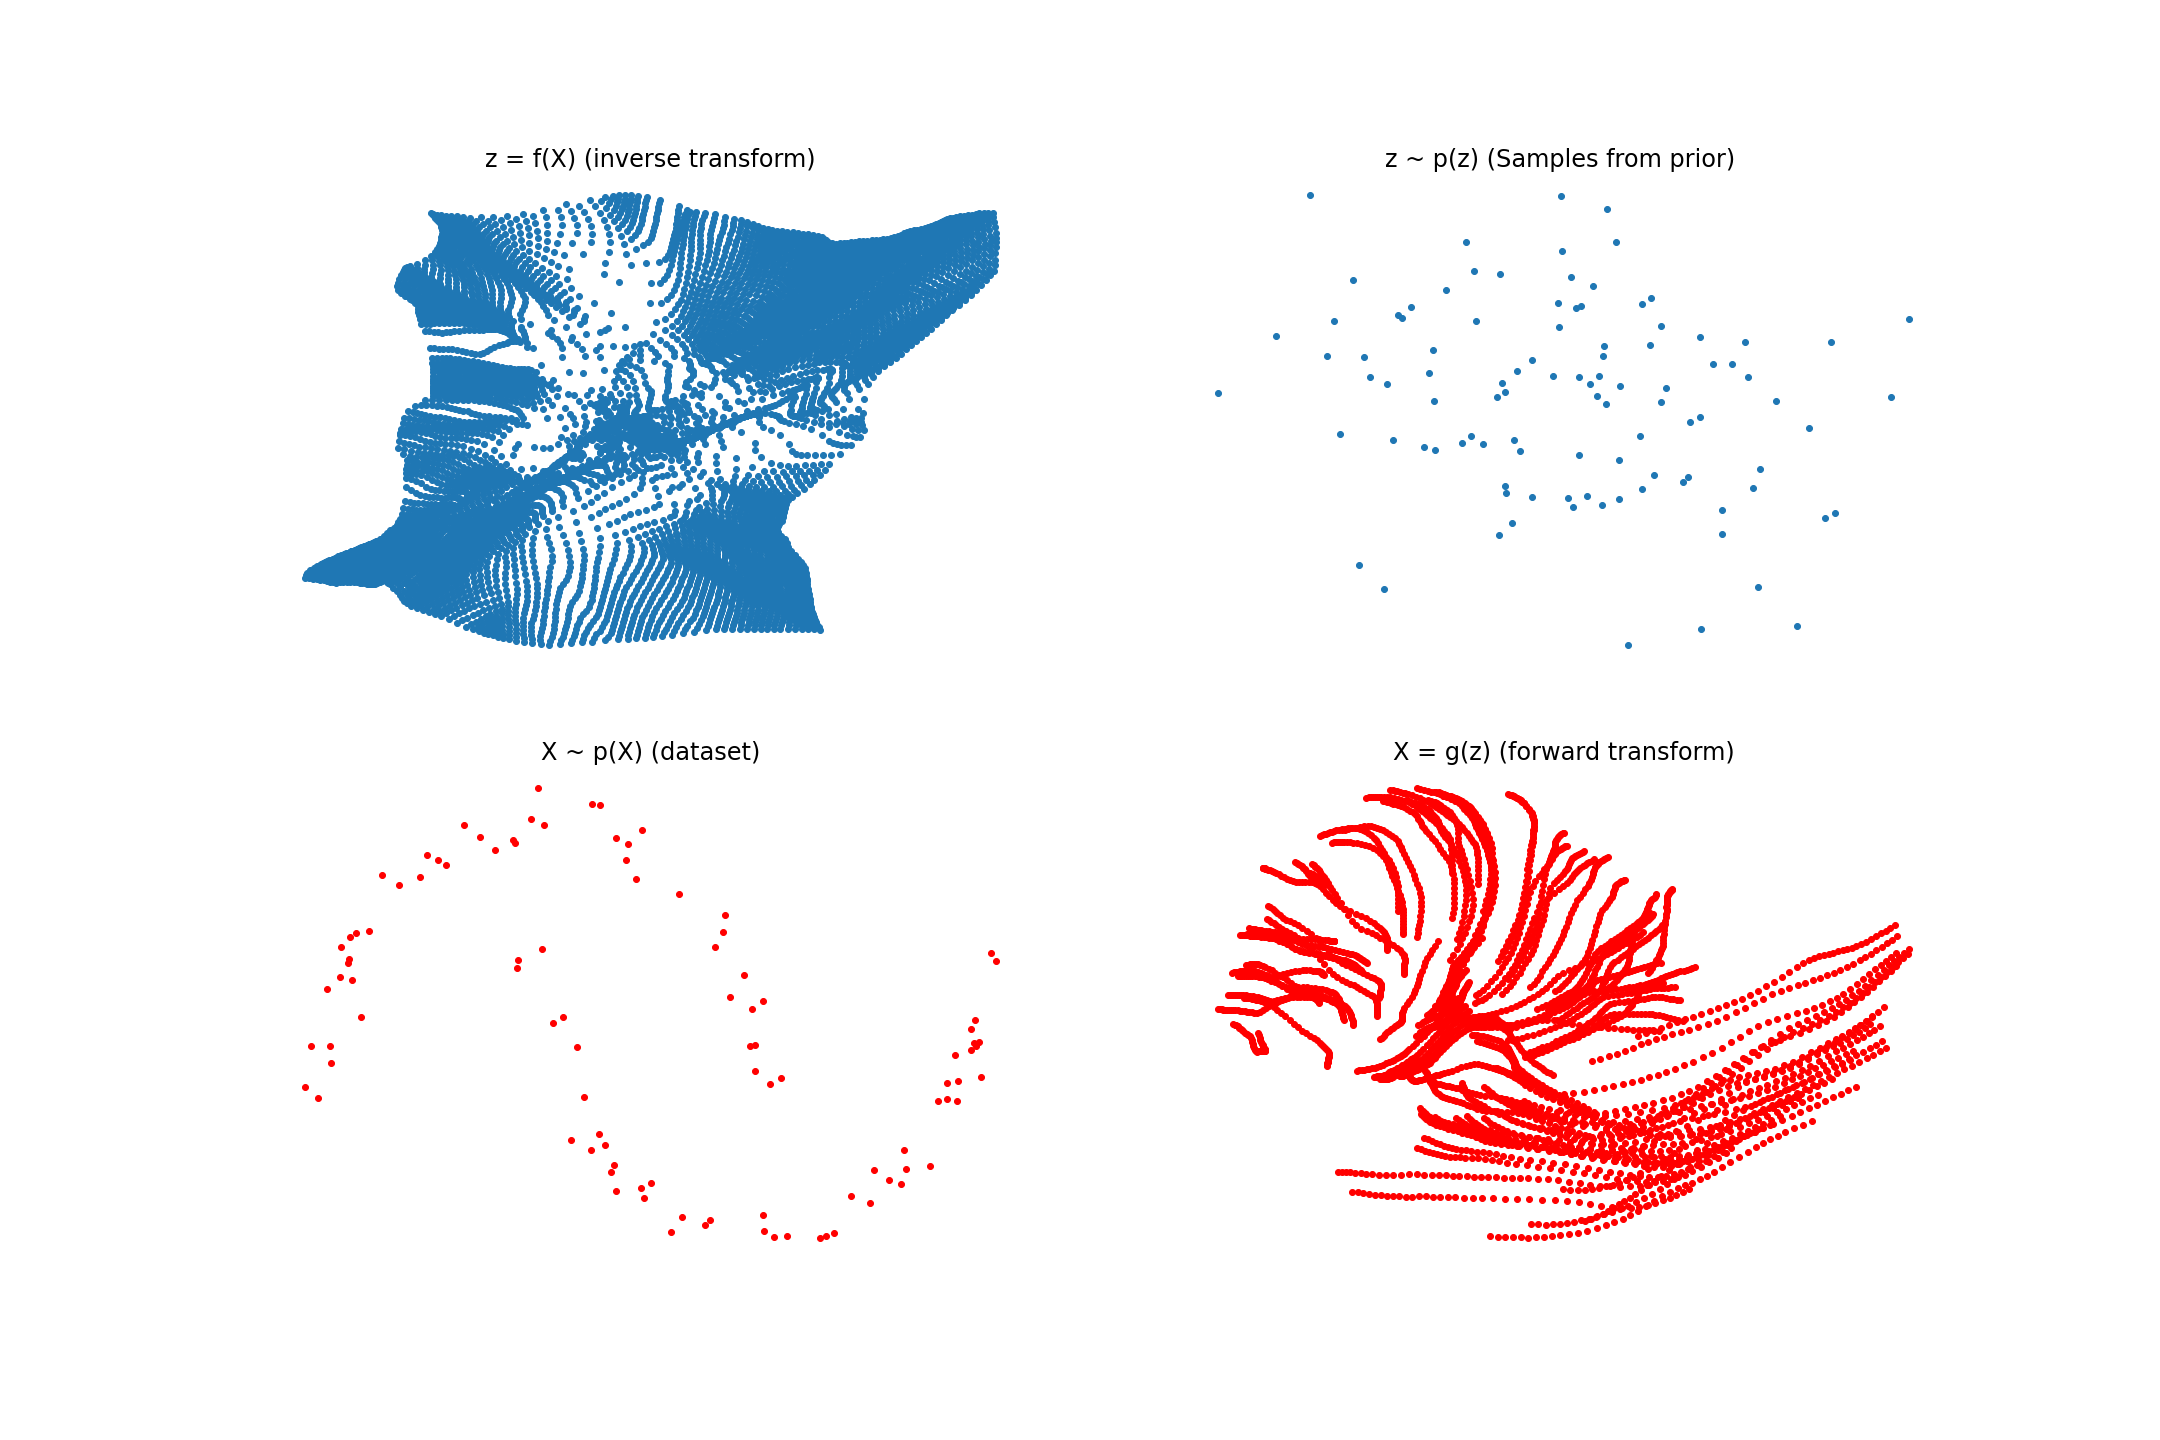 z = f(X) (inverse transform)
z ~ p(z) (Samples from prior)
X ~ p(X) (dataset)
X = g(z) (forward transform)